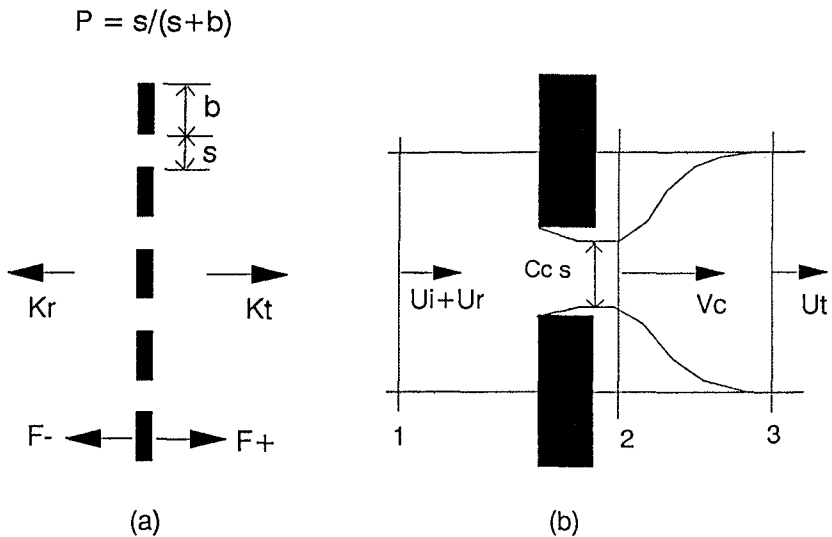 P = s/(s+b)
b
s
Kr
Kt
F-
F+
(a)
Cc s
Ui+Ur
Vc
Ut
1
2
3
(b)